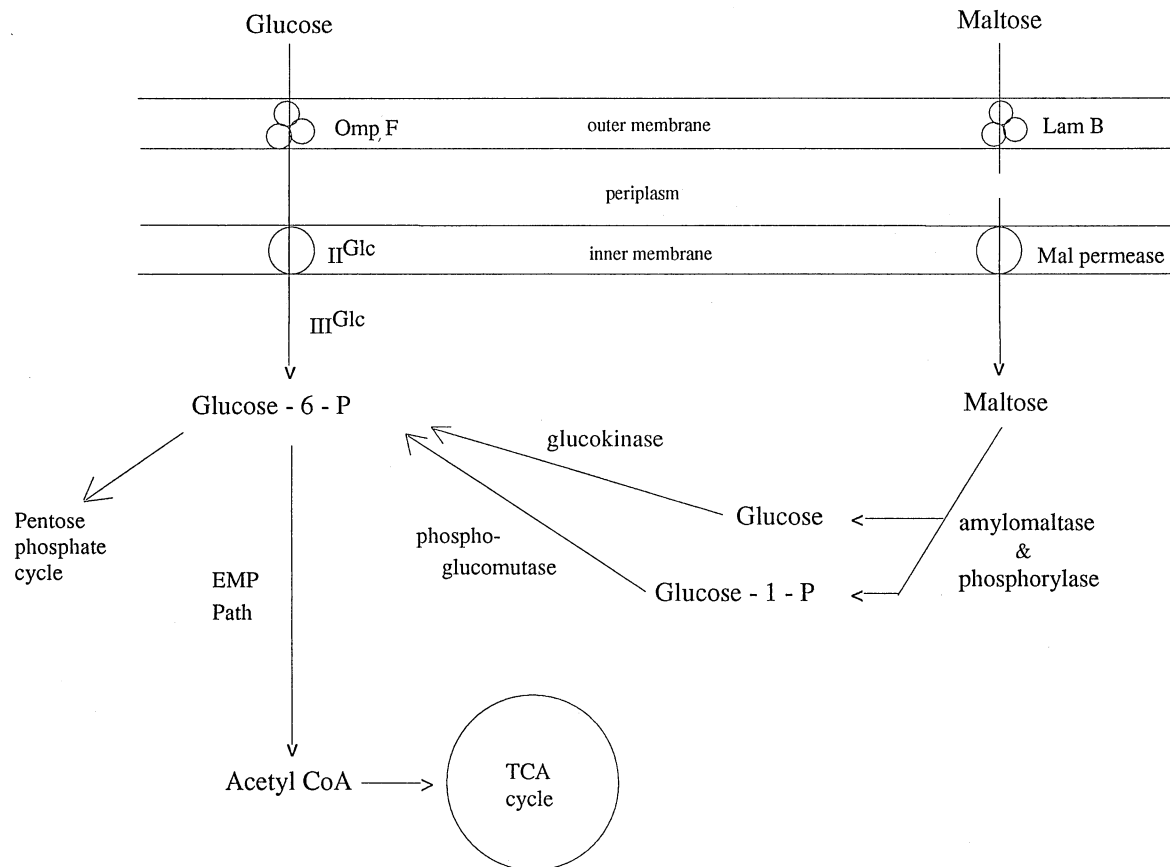 Glucose
Maltose
Omp, F
outer membrane
Lam B
periplasm
II^Glc
inner membrane
Mal permease
III^Glc
Glucose - 6 - P
Maltose
glucokinase
Pentose
phosphate
cycle
Glucose
amylomaltase
&
phosphorylase
phospho-
glucomutase
Glucose - 1 - P
EMP
Path
Acetyl CoA
TCA
cycle